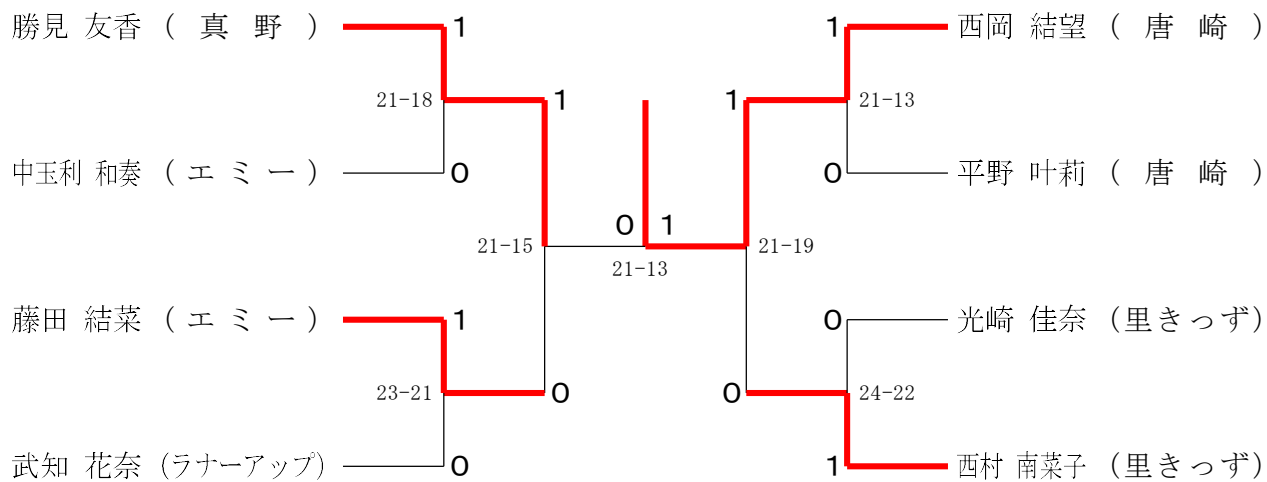 勝見 友香 ( 真 野 ) 1 1 西岡 結望 ( 唐 崎 )
21-18 1 1 21-13
中玉利 和奏 ( エ ミ ー ) 0 0 平野 叶莉 ( 唐 崎 )
0 1
21-15 21-13 21-19
藤田 結菜 ( エ ミ ー ) 1 0 光崎 佳奈 (里きっず)
23-21 0 0 24-22
武知 花奈 (ラナーアップ) 0 1 西村 南菜子 (里きっず)